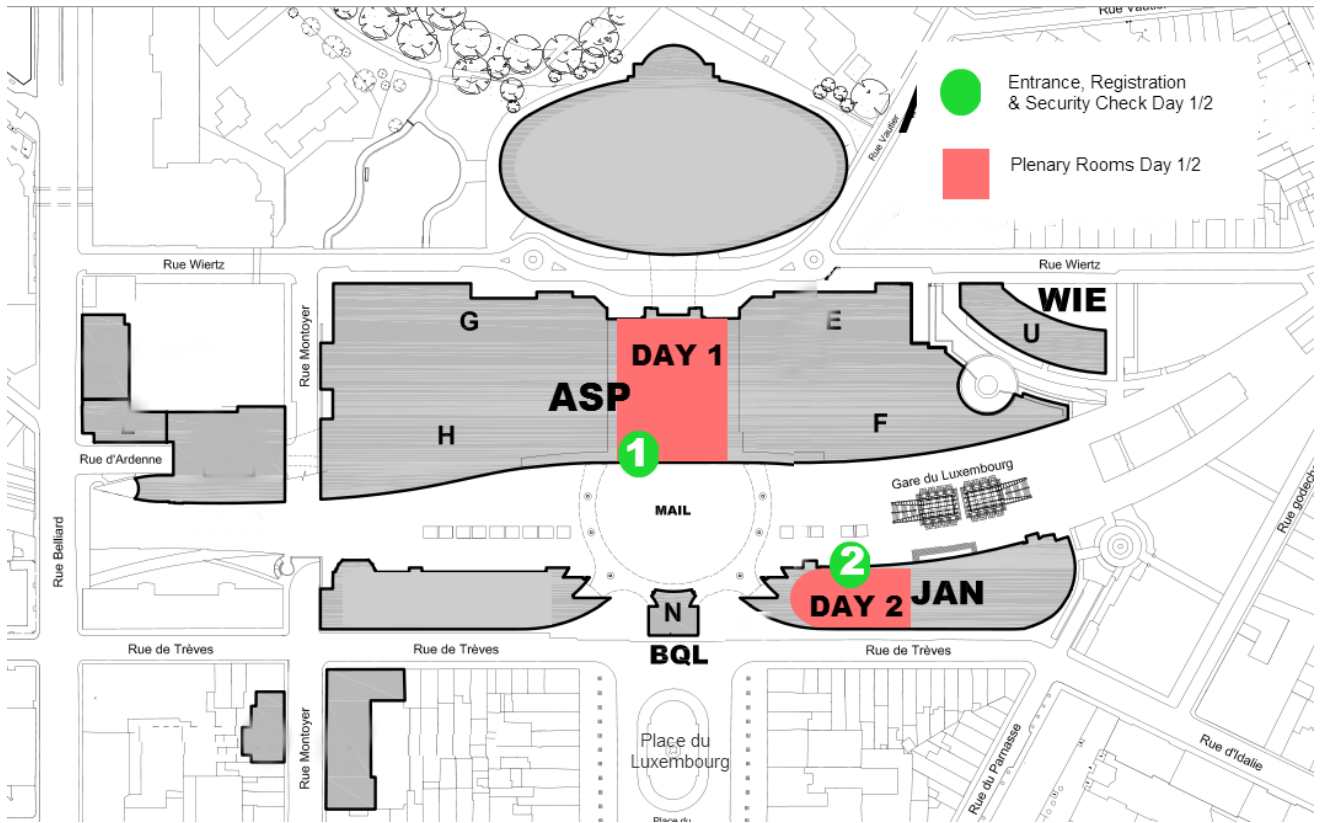 Rue Vautier
Entrance, Registration
& Security Check Day 1/2
Rue Vautier
Plenary Rooms Day 1/2
Rue Wiertz
Rue Wiertz
WIE
G
E
U
DAY 1
Rue Montoyer
ASP
H
F
1
Rue d'Ardenne
L
Gare du Luxembourg
MAIL
Rue godecha
Rue Belliard
2
DAY 2
JAN
N
Rue de Trèves
Rue de Trèves
BQL
Rue de Trèves
Rue Montoyer
Place du
Luxembourg
Rue du Parnasse
Rue d'Idalie
Place du